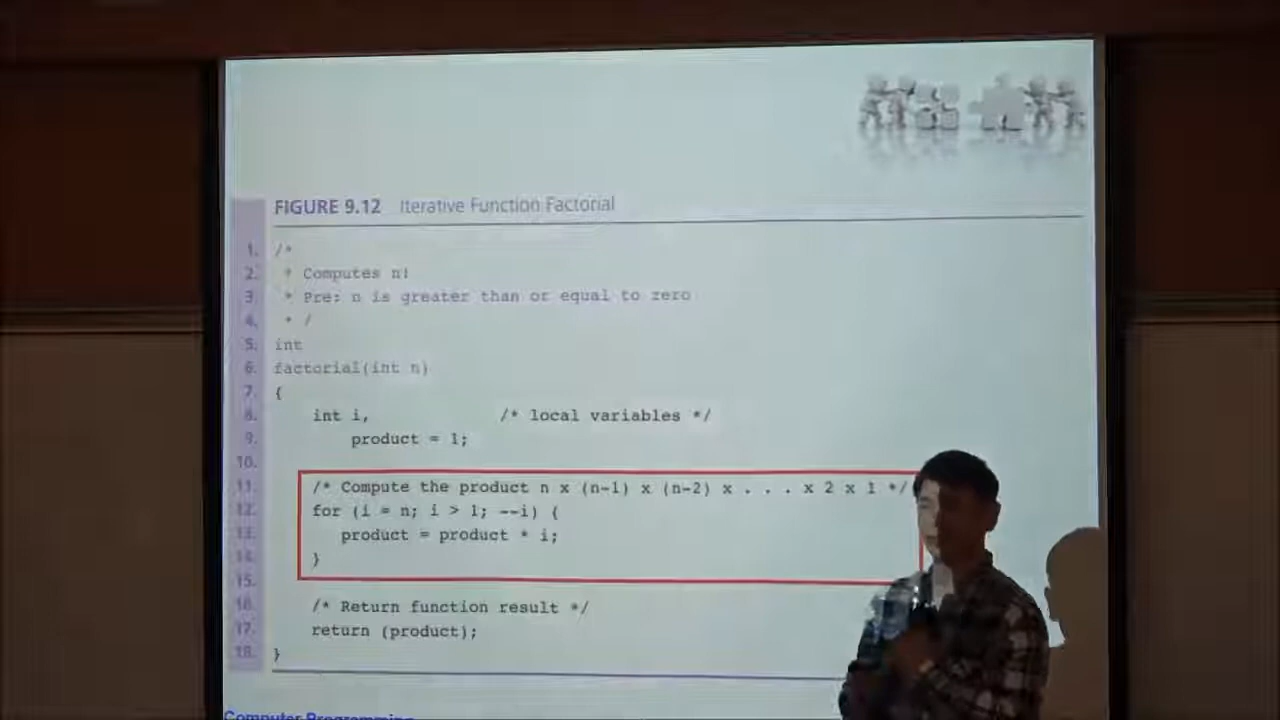 FIGURE 9.12 Iterative Function Factorial
1. /*
2. * Computes n!
3. * Pre: n is greater than or equal to zero
4. */
5. int
6. factorial(int n)
7. {
8. int i, /* local variables */
9. product = 1;
10.
11. /* Compute the product n x (n-1) x (n-2) x . . . x 2 x 1 */
12. for (i = n; i > 1; --i) {
13. product = product * i;
14. }
15.
16. /* Return function result */
17. return (product);
18. }
Computer Programming